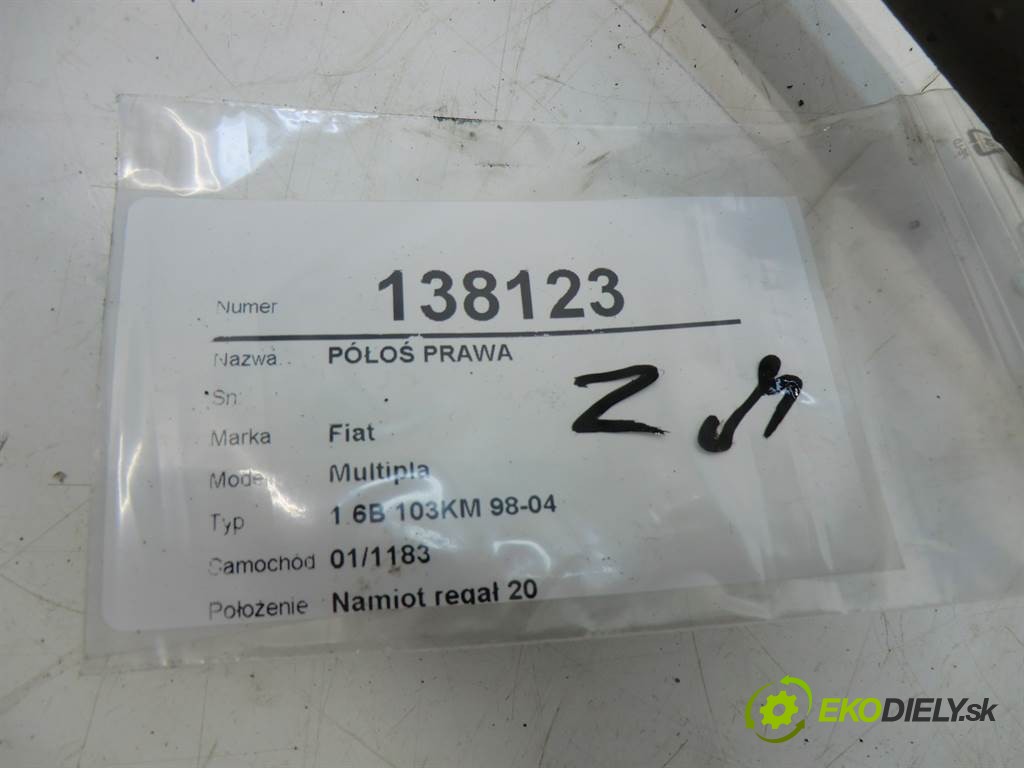 Numer 138123
Nazwa: PÓŁOŚ PRAWA
Sn:
Marka Fiat
Model Multipla
Typ 1.6B 103KM 98-04
Samochód 01/1183
Położenie Namiot regał 20
EKODIELY.sk